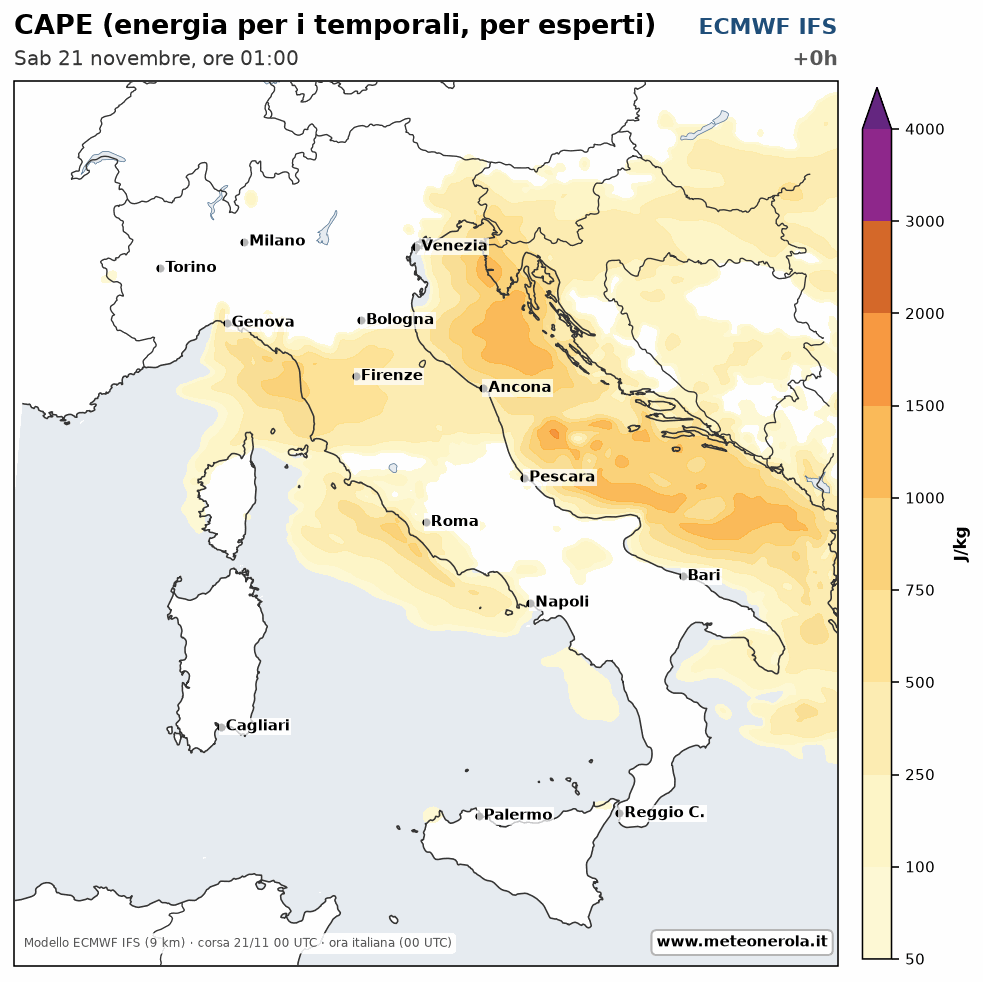 CAPE (energia per i temporali, per esperti)
ECMWF IFS
Sab 21 novembre, ore 01:00
+0h
Milano
Venezia
Torino
Genova
Bologna
Firenze
Ancona
Pescara
Roma
Bari
Napoli
Cagliari
Palermo
Reggio C.
4000
3000
2000
1500
1000
750
500
250
100
50
J/kg
Modello ECMWF IFS (9 km) · corsa 21/11 00 UTC · ora italiana (00 UTC)
www.meteonerola.it